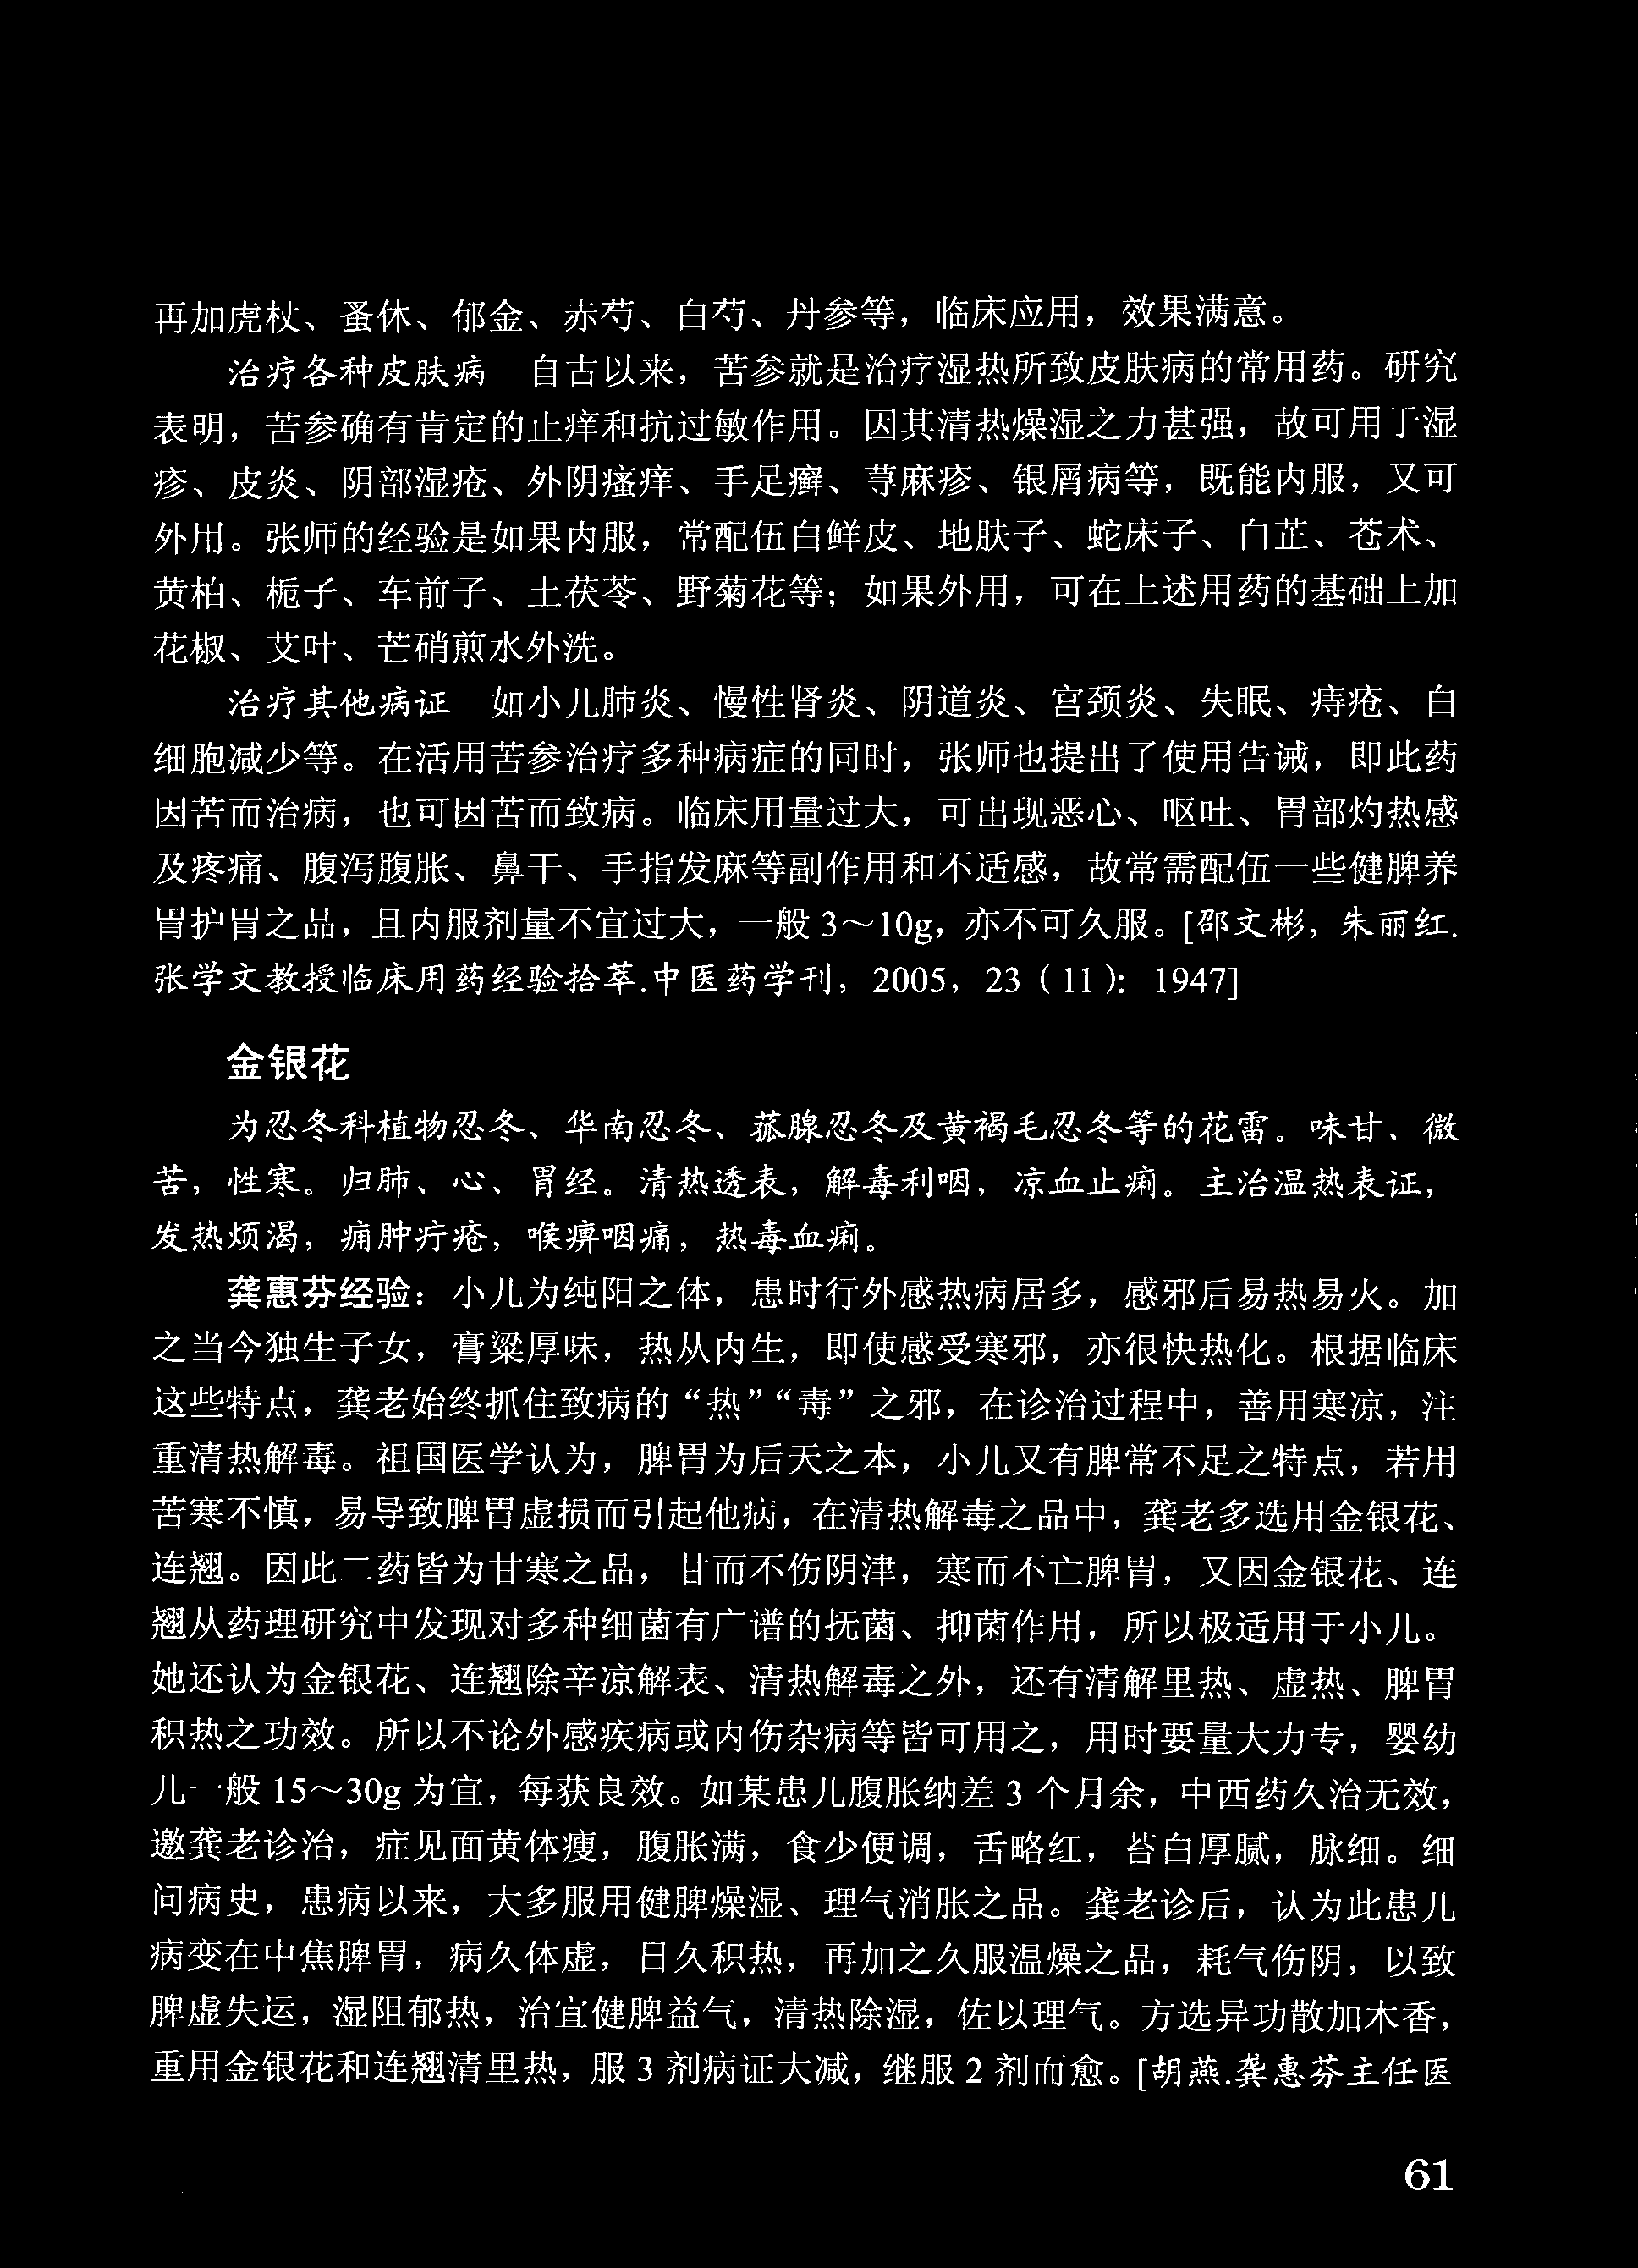 再加虎杖、蚤休、郁金、赤芍、白芍、丹参等，临床应用，效果满意。
治疗各种皮肤病　自古以来，苦参就是治疗湿热所致皮肤病的常用药。研究
表明，苦参确有肯定的止痒和抗过敏作用。因其清热燥湿之力甚强，故可用于湿
疹、皮炎、阴部湿疮、外阴瘙痒、手足癣、荨麻疹、银屑病等，既能内服，又可
外用。张师的经验是如果内服，常配伍白鲜皮、地肤子、蛇床子、白芷、苍术、
黄柏、栀子、车前子、土茯苓、野菊花等；如果外用，可在上述用药的基础上加
花椒、艾叶、芒硝煎水外洗。
治疗其他病证　如小儿肺炎、慢性肾炎、阴道炎、宫颈炎、失眠、痔疮、白
细胞减少等。在活用苦参治疗多种病症的同时，张师也提出了使用告诫，即此药
因苦而治病，也可因苦而致病。临床用量过大，可出现恶心、呕吐、胃部灼热感
及疼痛、腹泻腹胀、鼻干、手指发麻等副作用和不适感，故常需配伍一些健脾养
胃护胃之品，且内服剂量不宜过大，一般 3～10g，亦不可久服。[邵文彬，朱丽红.
张学文教授临床用药经验拾萃.中医药学刊，2005，23（11）：1947]
金银花
为忍冬科植物忍冬、华南忍冬、菰腺忍冬及黄褐毛忍冬等的花雷。味甘、微
苦，性寒。归肺、心、胃经。清热透表，解毒利咽，凉血止痢。主治温热表证，
发热烦渴，痈肿疔疮，喉痹咽痛，热毒血痢。
龚惠芬经验：小儿为纯阳之体，患时行外感热病居多，感邪后易热易火。加
之当今独生子女，膏粱厚味，热从内生，即使感受寒邪，亦很快热化。根据临床
这些特点，龚老始终抓住致病的“热”“毒”之邪，在诊治过程中，善用寒凉，注
重清热解毒。祖国医学认为，脾胃为后天之本，小儿又有脾常不足之特点，若用
苦寒不慎，易导致脾胃虚损而引起他病，在清热解毒之品中，龚老多选用金银花、
连翘。因此二药皆为甘寒之品，甘而不伤阴津，寒而不亡脾胃，又因金银花、连
翘从药理研究中发现对多种细菌有广谱的抚菌、抑菌作用，所以极适用于小儿。
她还认为金银花、连翘除辛凉解表、清热解毒之外，还有清解里热、虚热、脾胃
积热之功效。所以不论外感疾病或内伤杂病等皆可用之，用时要量大力专，婴幼
儿一般 15～30g 为宜，每获良效。如某患儿腹胀纳差 3 个月余，中西药久治无效，
邀龚老诊治，症见面黄体瘦，腹胀满，食少便调，舌略红，苔白厚腻，脉细。细
问病史，患病以来，大多服用健脾燥湿、理气消胀之品。龚老诊后，认为此患儿
病变在中焦脾胃，病久体虚，日久积热，再加之久服温燥之品，耗气伤阴，以致
脾虚失运，湿阻郁热，治宜健脾益气，清热除湿，佐以理气。方选异功散加木香，
重用金银花和连翘清里热，服 3 剂病证大减，继服 2 剂而愈。[胡燕.龚惠芬主任医
61